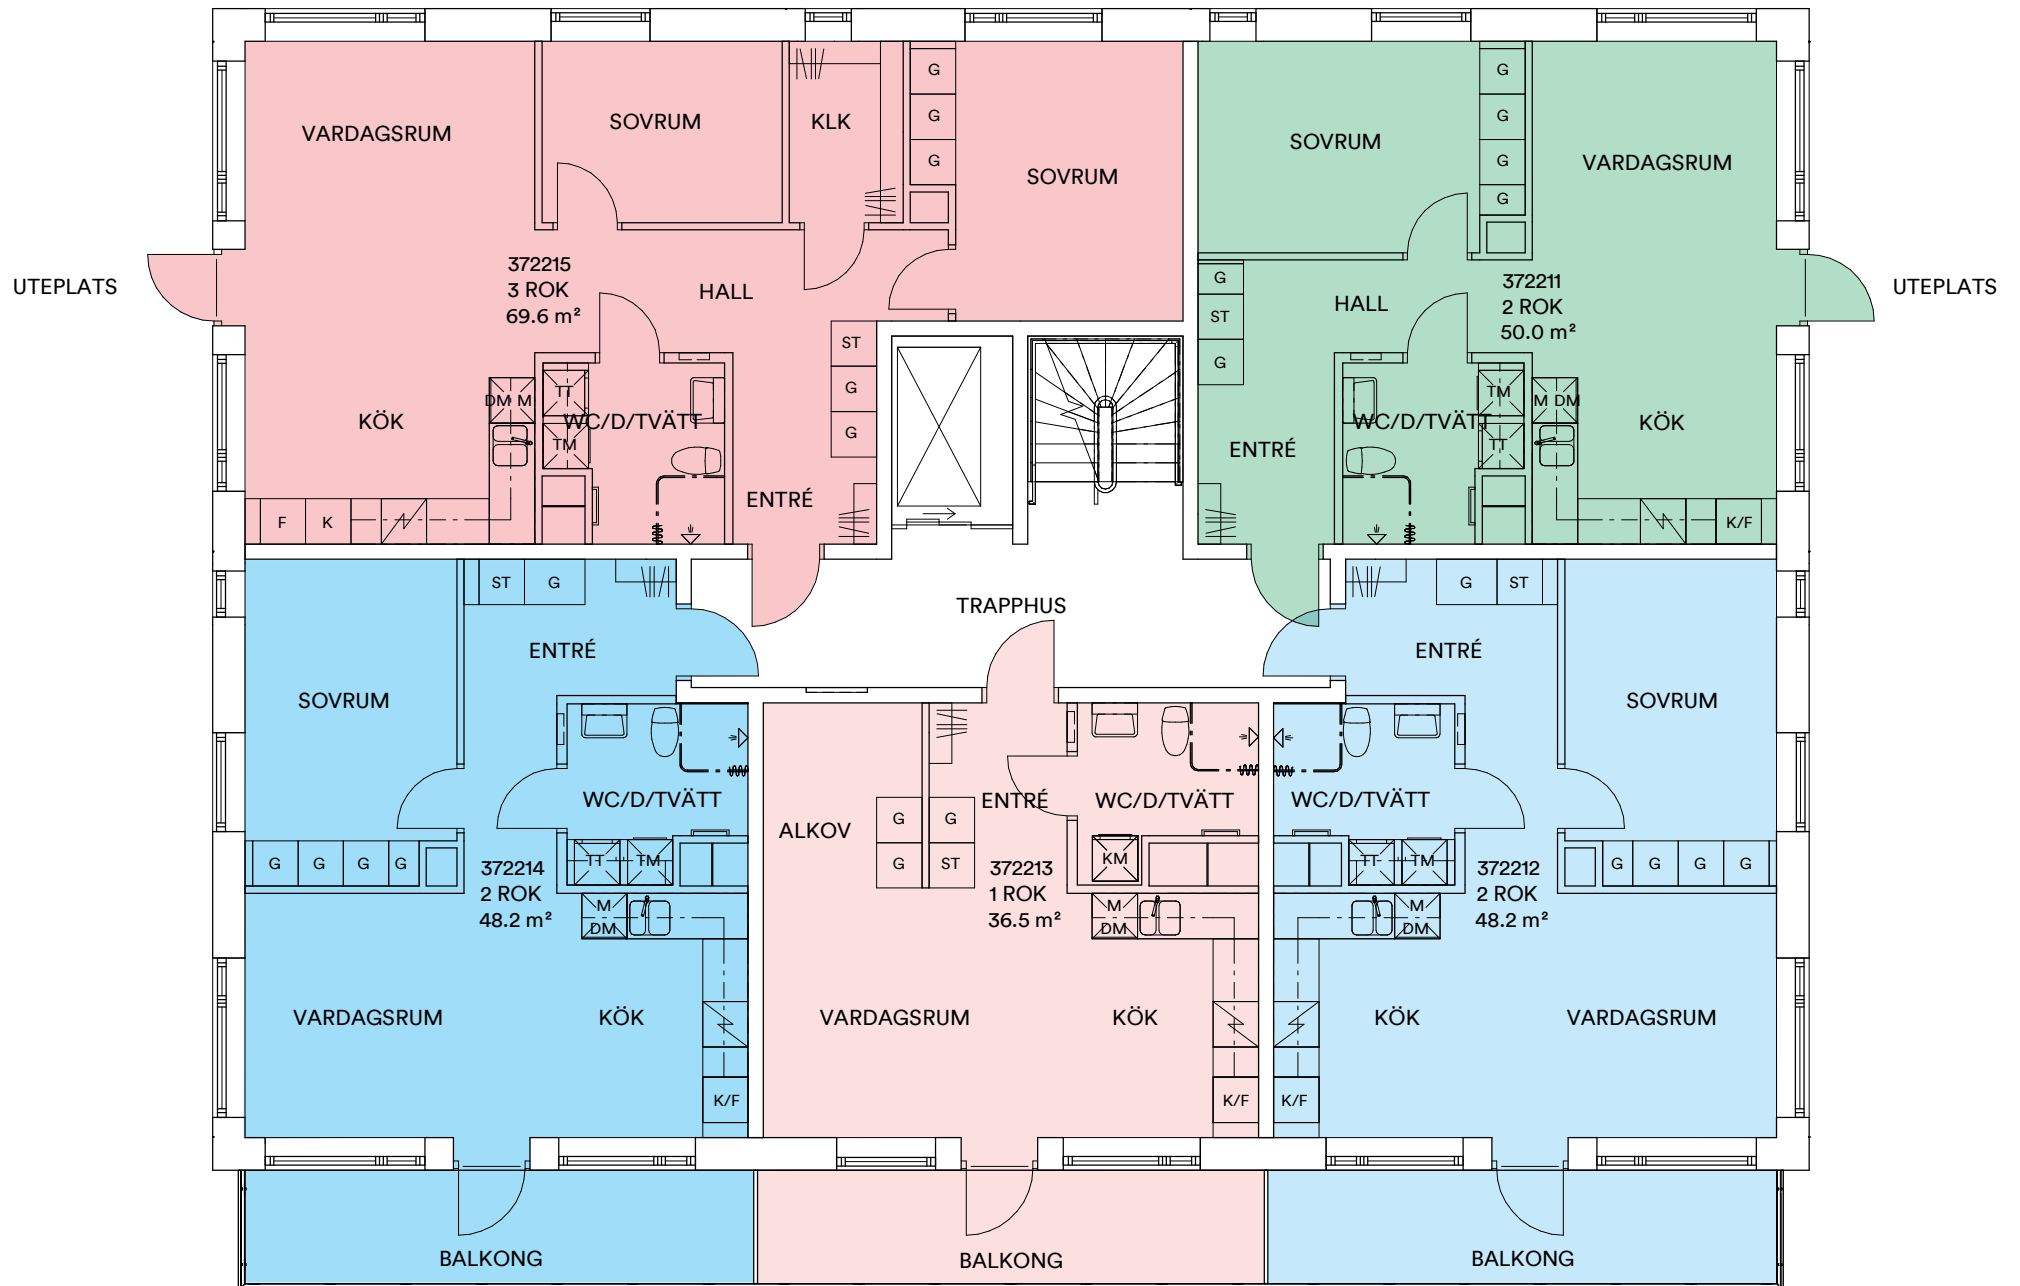 VARDAGSRUM
SOVRUM
KLK
G
G
G
SOVRUM
SOVRUM
G
G
G
G
VARDAGSRUM
UTEPLATS
372215
3 ROK
69.6 m²
HALL
G
ST
G
HALL
372211
2 ROK
50.0 m²
UTEPLATS
ST
G
G
KÖK
DM M
TT
WC/D/TVÄTT
TM
ENTRÉ
F
K
ENTRÉ
WC/D/TVÄTT
TM
TT
M DM
KÖK
K/F
ST
G
ENTRÉ
SOVRUM
TRAPPHUS
G
ST
ENTRÉ
SOVRUM
WC/D/TVÄTT
G
G
G
G
TT
TM
372214
2 ROK
48.2 m²
M
DM
VARDAGSRUM
KÖK
K/F
ALKOV
G
G
G
ST
ENTRÉ
WC/D/TVÄTT
KM
372213
1 ROK
36.5 m²
M
DM
VARDAGSRUM
KÖK
K/F
WC/D/TVÄTT
TT
TM
372212
2 ROK
48.2 m²
G
G
G
G
M
DM
KÖK
VARDAGSRUM
K/F
BALKONG
BALKONG
BALKONG